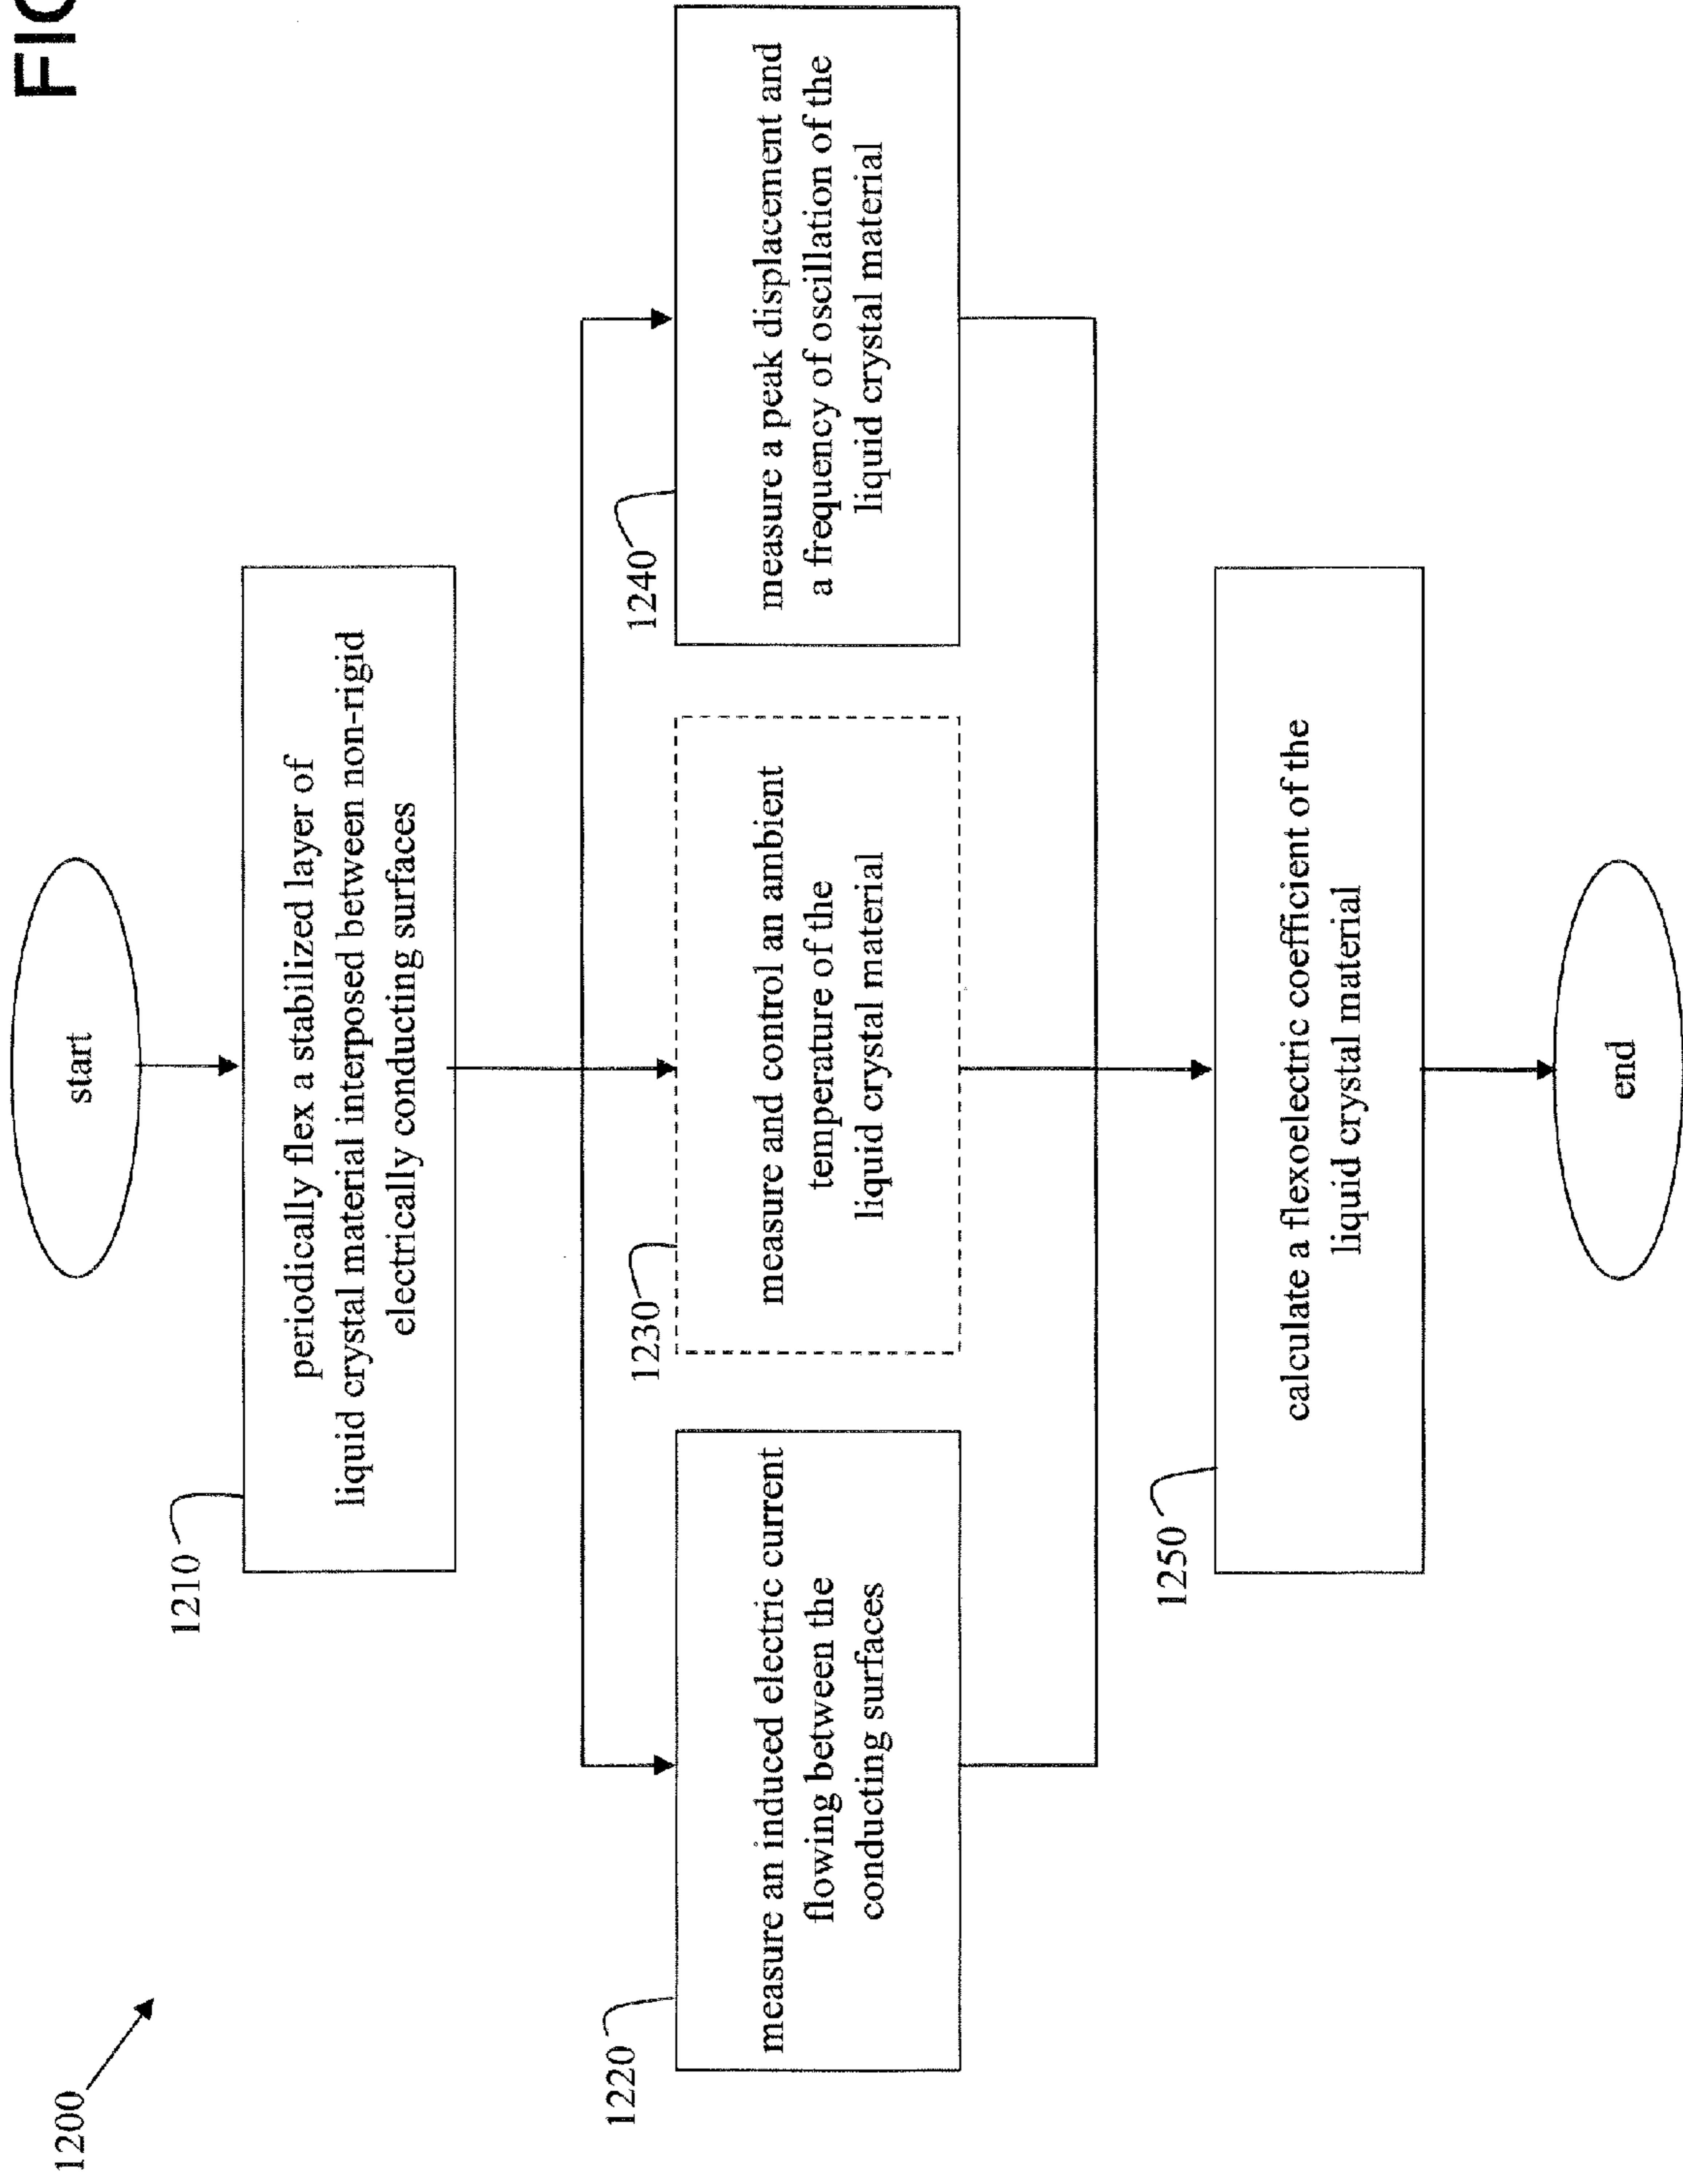 FIG
1200
start
1210
periodically flex a stabilized layer of
liquid crystal material interposed between non-rigid
electrically conducting surfaces
1220
measure an induced electric current
flowing between the
conducting surfaces
1230
measure and control an ambient
temperature of the
liquid crystal material
1240
measure a peak displacement and
a frequency of oscillation of the
liquid crystal material
1250
calculate a flexoelectric coefficient of the
liquid crystal material
end